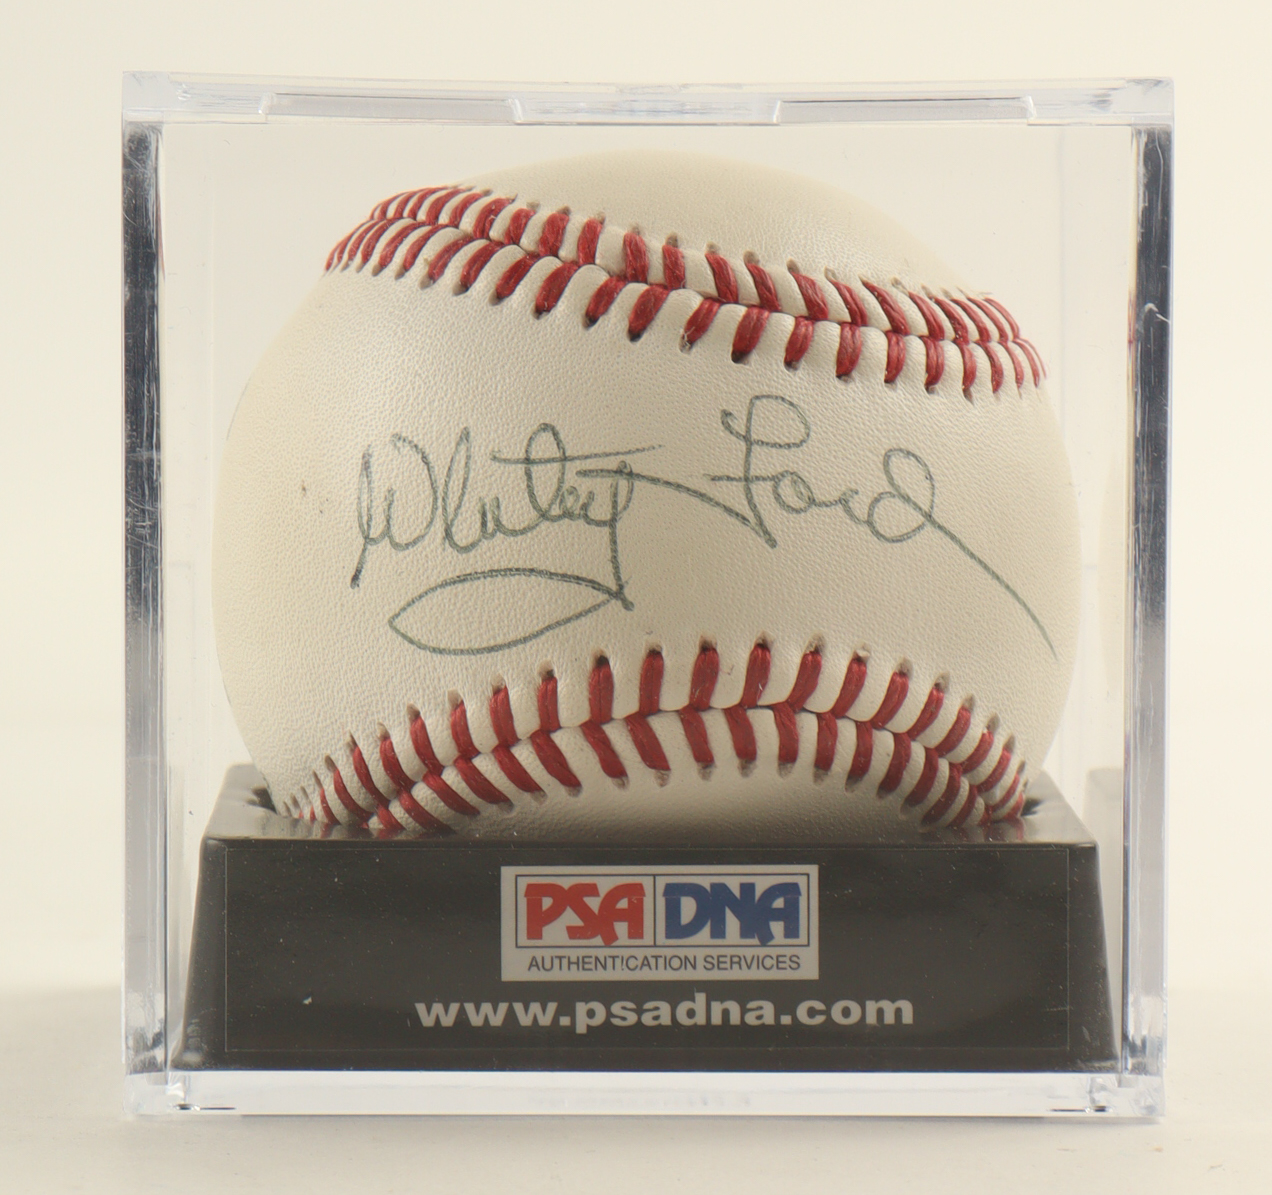 Whitey Ford
PSA DNA
AUTHENTICATION SERVICES
www.psadna.com